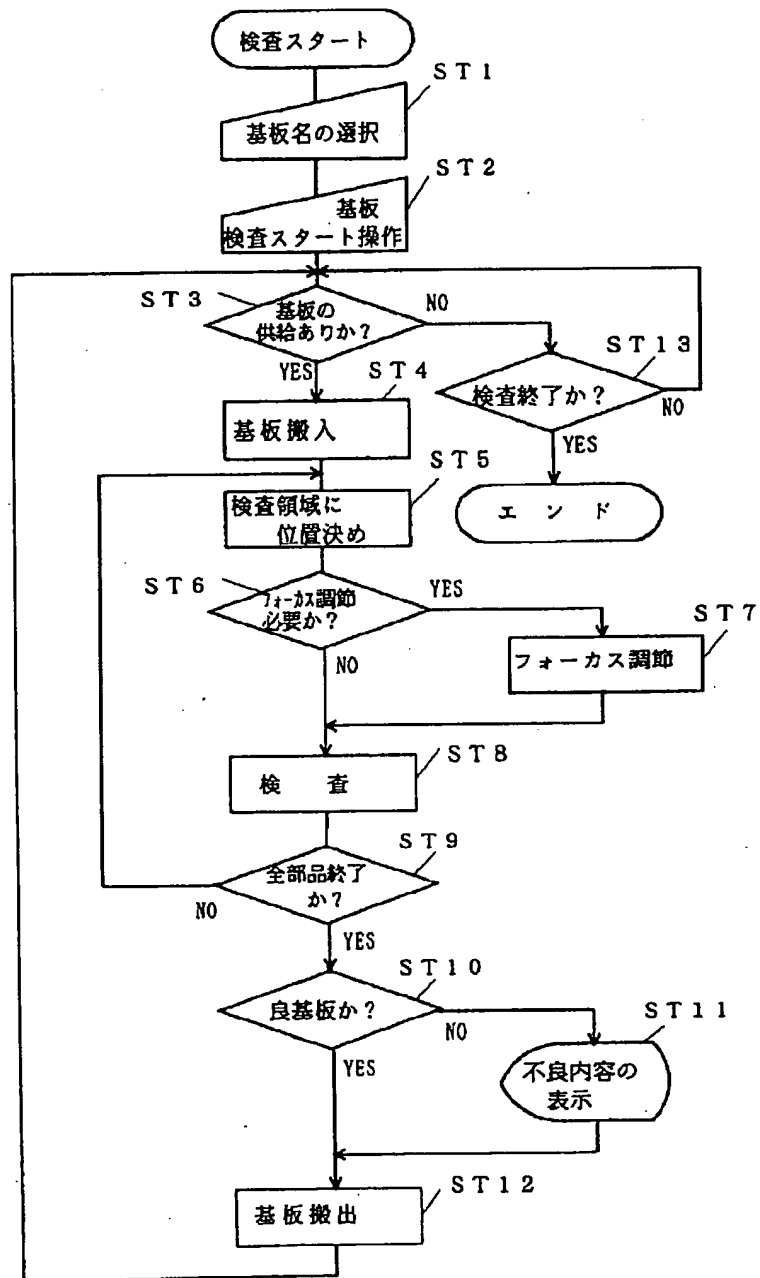 検査スタート
ST1
基板名の選択
ST2
基板
検査スタート操作
ST3
基板の
供給ありか?
NO
YES
ST4
ST13
検査終了か?
NO
YES
基板搬入
エンド
ST5
検査領域に
位置決め
ST6
フォーカス調節
必要か?
YES
NO
ST7
フォーカス調節
ST8
検査
ST9
全部品終了
か?
NO
YES
ST10
良基板か?
NO
YES
ST11
不良内容の
表示
ST12
基板搬出